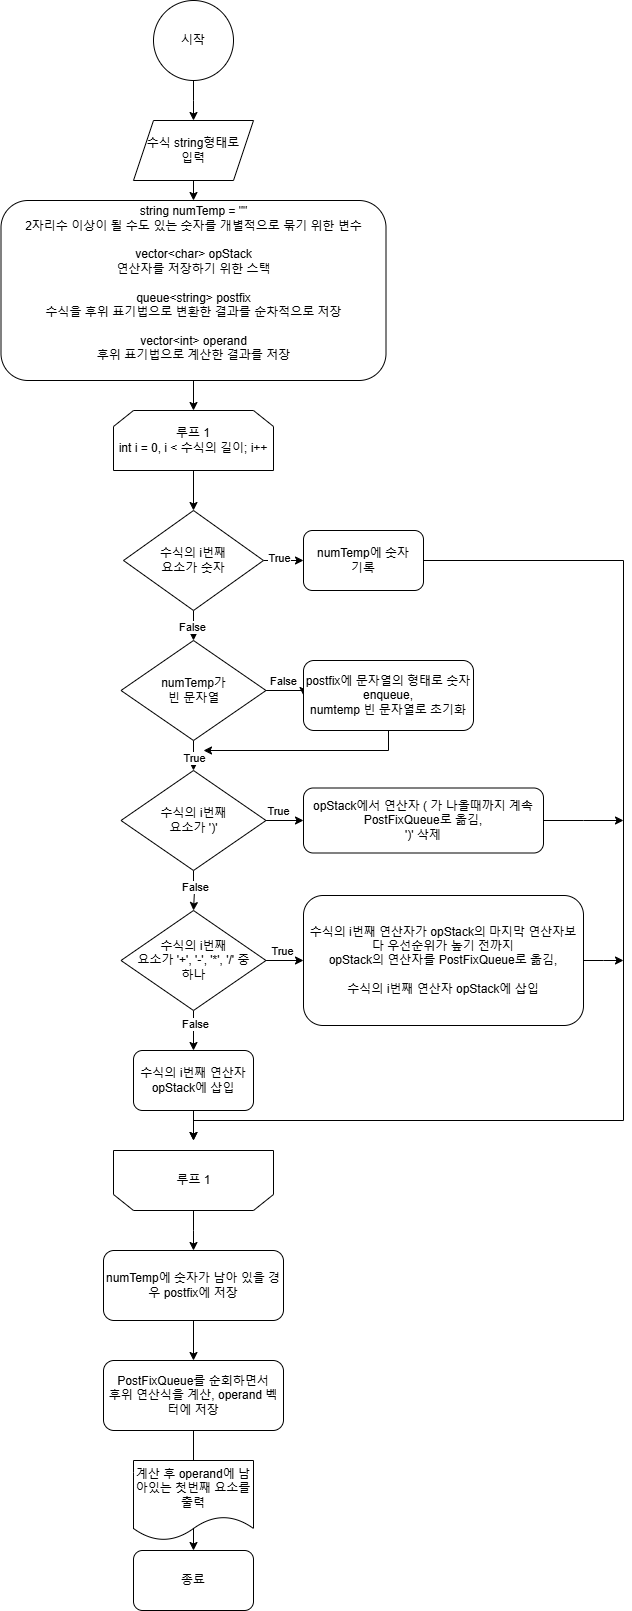 시작
수식 string형태로
입력
string numTemp = ""
2자리수 이상이 될 수도 있는 숫자를 개별적으로 묶기 위한 변수
vector<char> opStack
연산자를 저장하기 위한 스택
queue<string> postfix
수식을 후위 표기법으로 변환한 결과를 순차적으로 저장
vector<int> operand
후위 표기법으로 계산한 결과를 저장
루프 1
int i = 0, i < 수식의 길이; i++
수식의 i번째
요소가 숫자
True
numTemp에 숫자
기록
False
numTemp가
빈 문자열
False
postfix에 문자열의 형태로 숫자
enqueue,
numtemp 빈 문자열로 초기화
True
수식의 i번째
요소가 ')'
True
opStack에서 연산자 ( 가 나올때까지 계속
PostFixQueue로 옮김,
')' 삭제
False
수식의 i번째
요소가 '+', '-', '*', '/' 중
하나
True
수식의 i번째 연산자가 opStack의 마지막 연산자보
다 우선순위가 높기 전까지
opStack의 연산자를 PostFixQueue로 옮김,
수식의 i번째 연산자 opStack에 삽입
False
수식의 i번째 연산자
opStack에 삽입
루프 1
numTemp에 숫자가 남아 있을 경
우 postfix에 저장
PostFixQueue를 순회하면서
후위 연산식을 계산, operand 벡
터에 저장
계산 후 operand에 남
아있는 첫번째 요소를
출력
종료